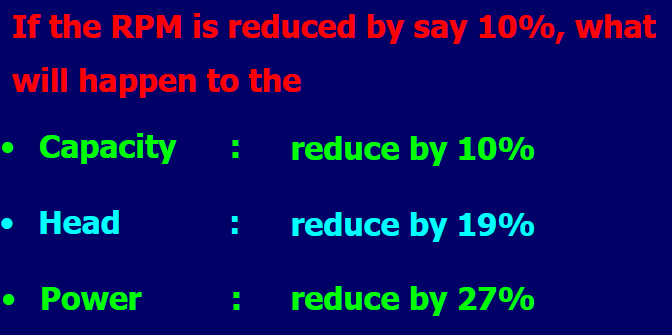 If the RPM is reduced by say 10%, what
will happen to the
• Capacity : reduce by 10%
• Head : reduce by 19%
• Power : reduce by 27%